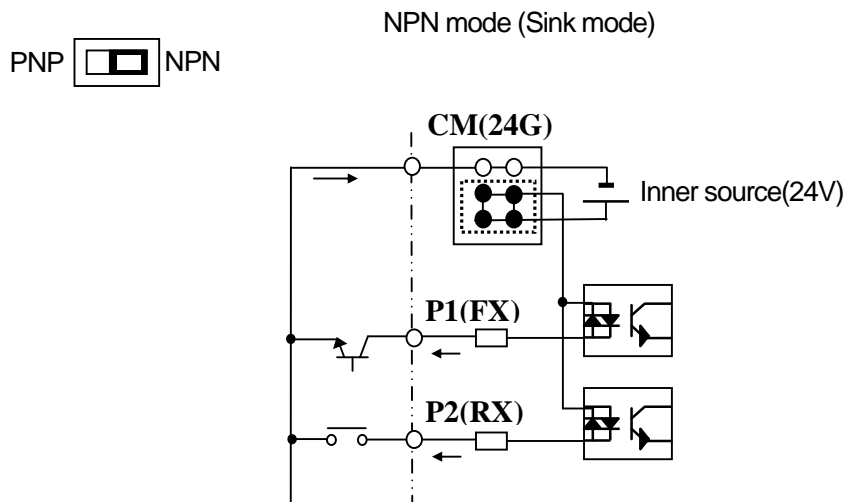 NPN mode (Sink mode)
PNP NPN
CM(24G)
Inner source(24V)
P1(FX)
P2(RX)